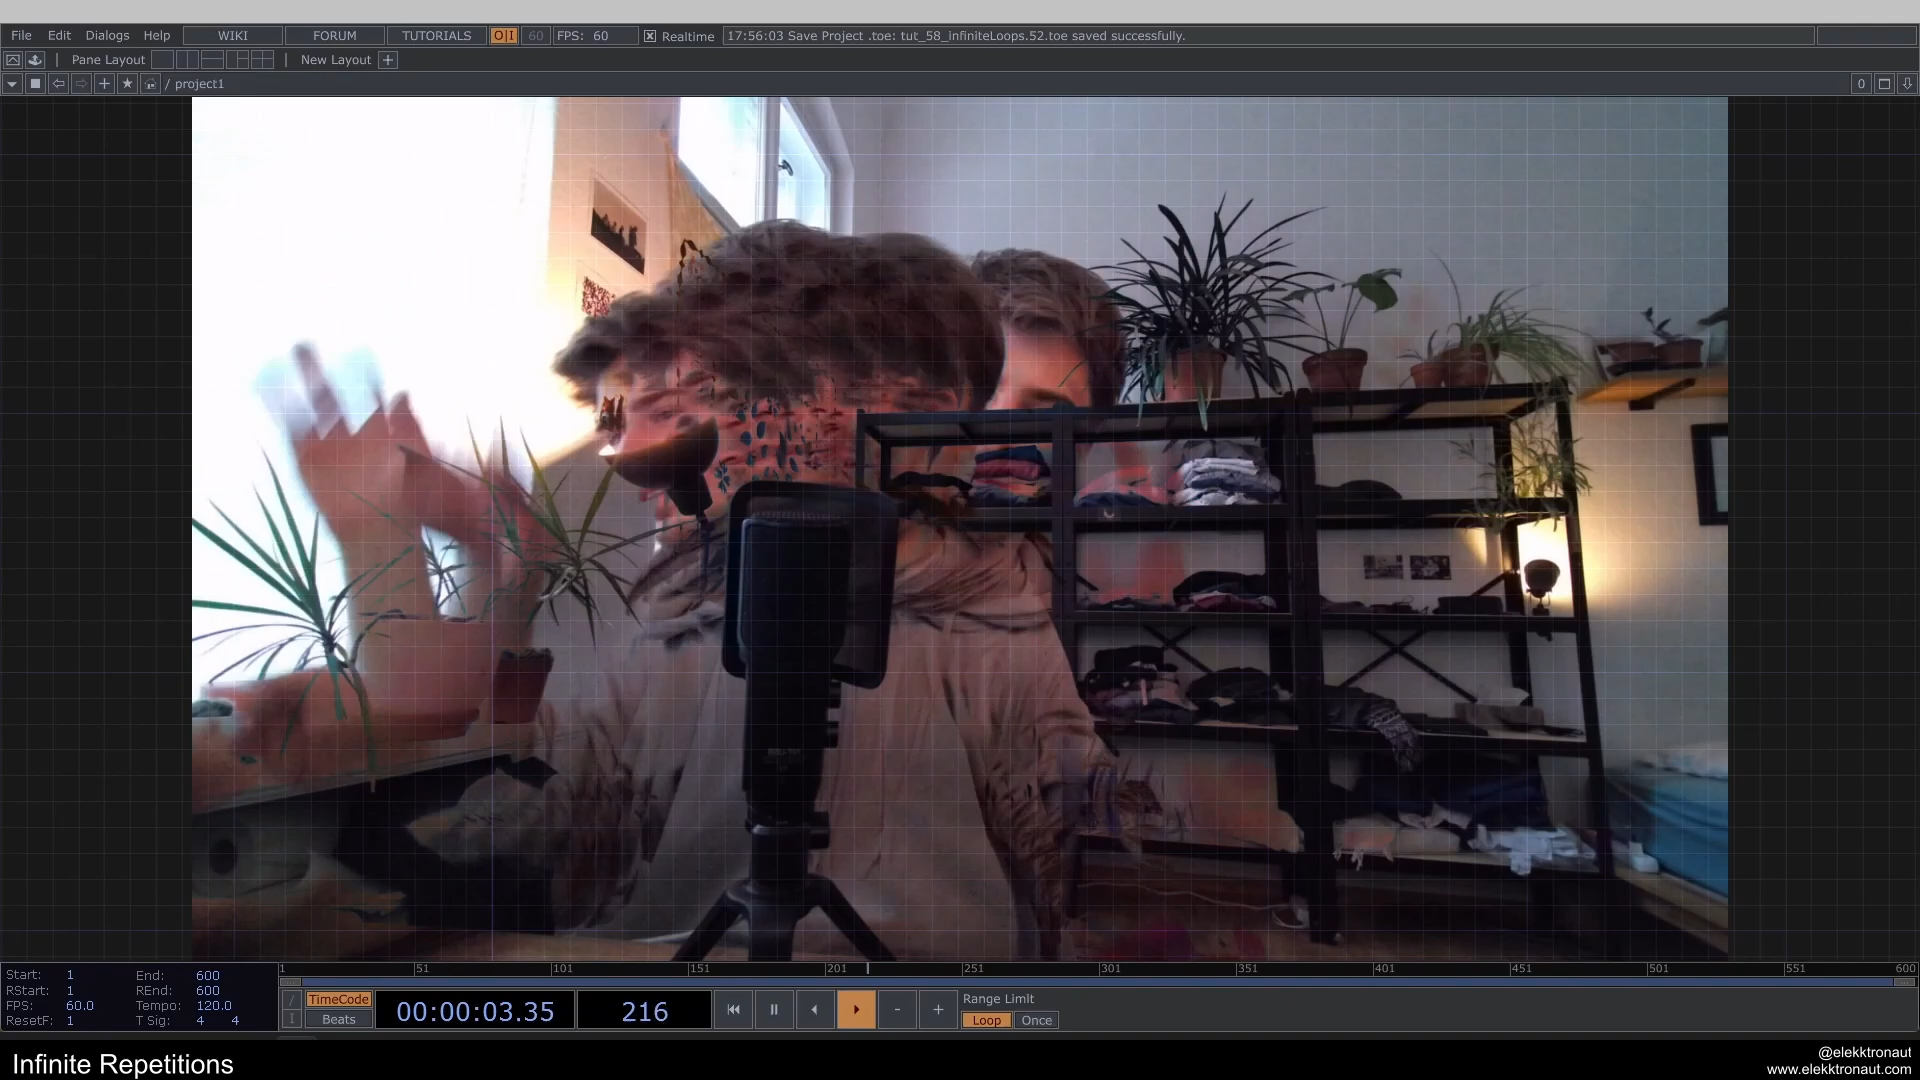 File Edit Dialogs Help WIKI FORUM TUTORIALS O|I 60 FPS: 60 Realtime 17:56:03 Save Project .toe: tut_58_infiniteLoops.52.toe saved successfully.
Pane Layout New Layout +
/ project1 0
1 51 101 151 201 251 301 351 401 451 501 551 600
Start: 1 End: 600
RStart: 1 REnd: 600
FPS: 60.0 Tempo: 120.0
ResetF: 1 T Sig: 4 4
TimeCode
Beats
00:00:03.35 216
Range Limit
Loop Once
Infinite Repetitions
@elekktronaut
www.elekktronaut.com